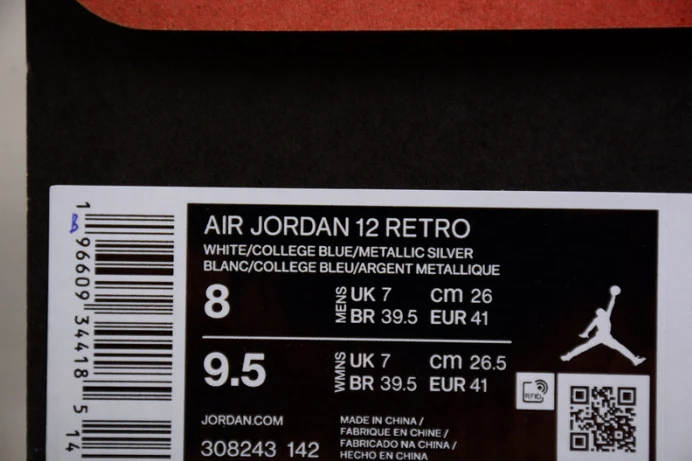 AIR JORDAN 12 RETRO
WHITE/COLLEGE BLUE/METALLIC SILVER
BLANC/COLLEGE BLEU/ARGENT METALLIQUE
8 MENS UK 7 cm 26
BR 39.5 EUR 41
9.5 WMNS UK 7 cm 26.5
BR 39.5 EUR 41
RFID
JORDAN.COM
308243 142
MADE IN CHINA /
FABRIQUE EN CHINE /
FABRICADO NA CHINA /
HECHO EN CHINA
1 96609 34418 5 14